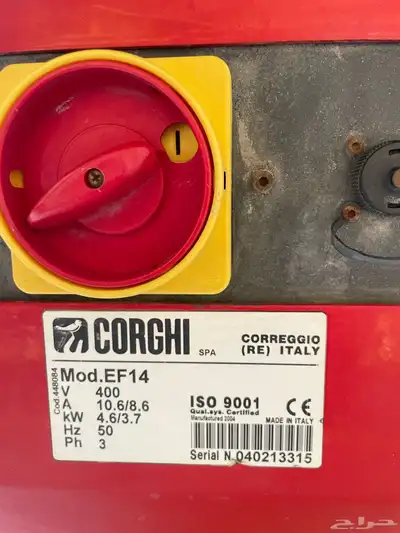 I
CORGHI SPA
CORREGGIO
(RE) ITALY
Cod.448084
Mod.EF14
V 400
A 10.6/8.6
kW 4.6/3.7
Hz 50
Ph 3
ISO 9001
Qual.sys. Certified
Manufactured 2004
CE
MADE IN ITALY
Serial N.040213315
حراج